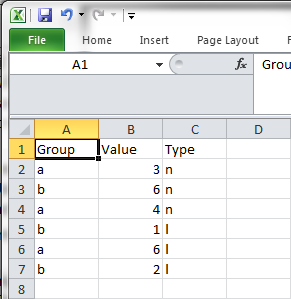 File Home Insert Page Layout
A1 fx Grou
A B C D
1 Group Value Type
2 a 3 n
3 b 6 n
4 a 4 n
5 b 1 l
6 a 6 l
7 b 2 l
8